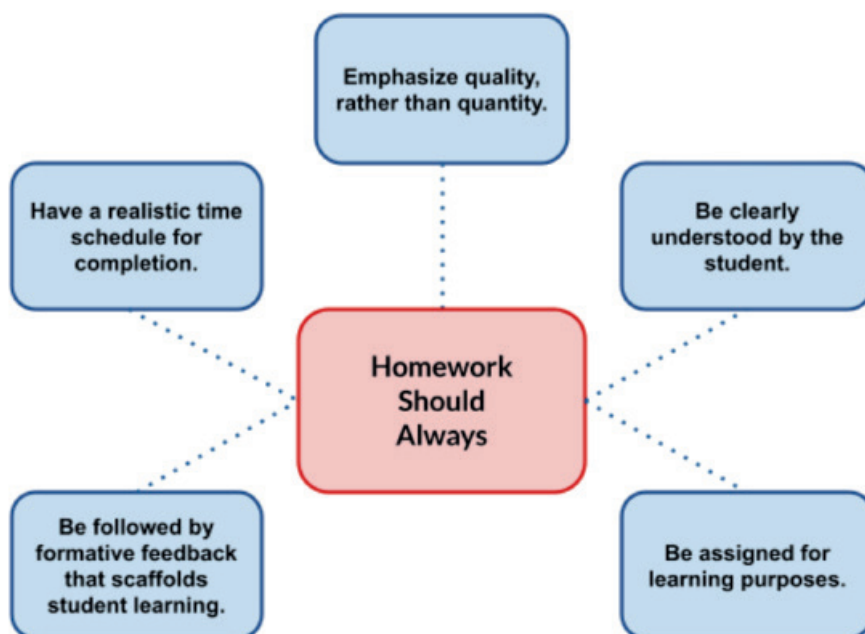 Emphasize quality,
rather than quantity.
Have a realistic time
schedule for
completion.
Be clearly
understood by the
student.
Homework
Should
Always
Be followed by
formative feedback
that scaffolds
student learning.
Be assigned for
learning purposes.